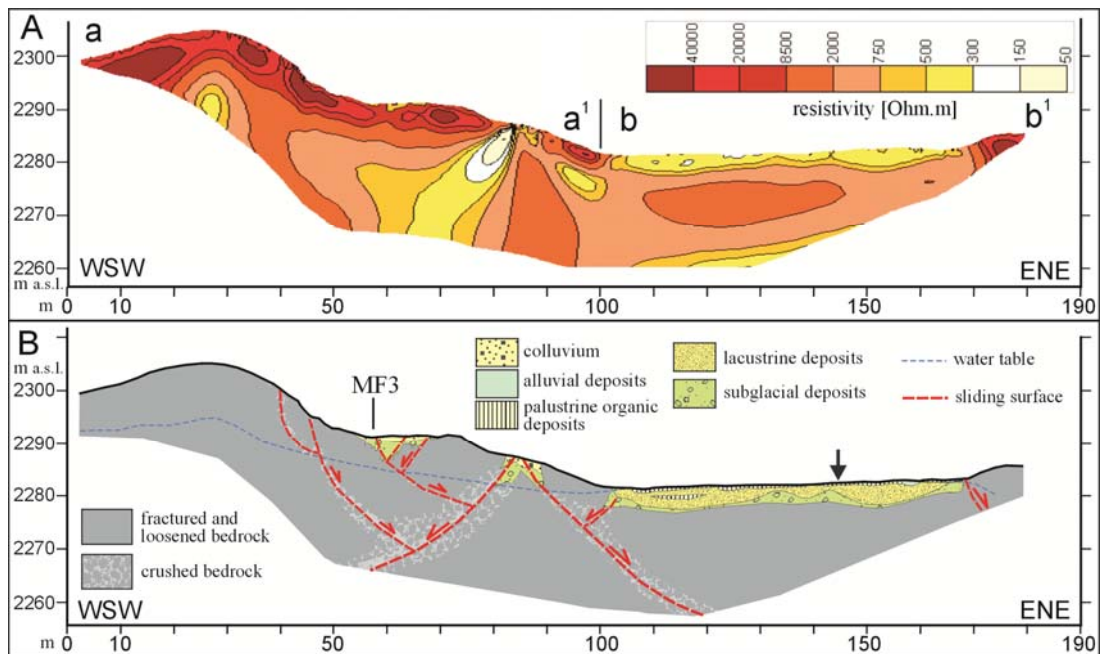 A
a
a¹
b
b¹
40000 20000 8500 2000 750 500 300 150 50
resistivity [Ohm.m]
2300
2290
2280
2270
2260
m a.s.l.
WSW
ENE
m 0 10 50 100 150 190
B
m a.s.l.
2300
2290
2280
2270
2260
MF3
colluvium
alluvial deposits
palustrine organic
deposits
lacustrine deposits
subglacial deposits
water table
sliding surface
fractured and
loosened bedrock
crushed bedrock
WSW
ENE
m 0 10 50 100 150 190